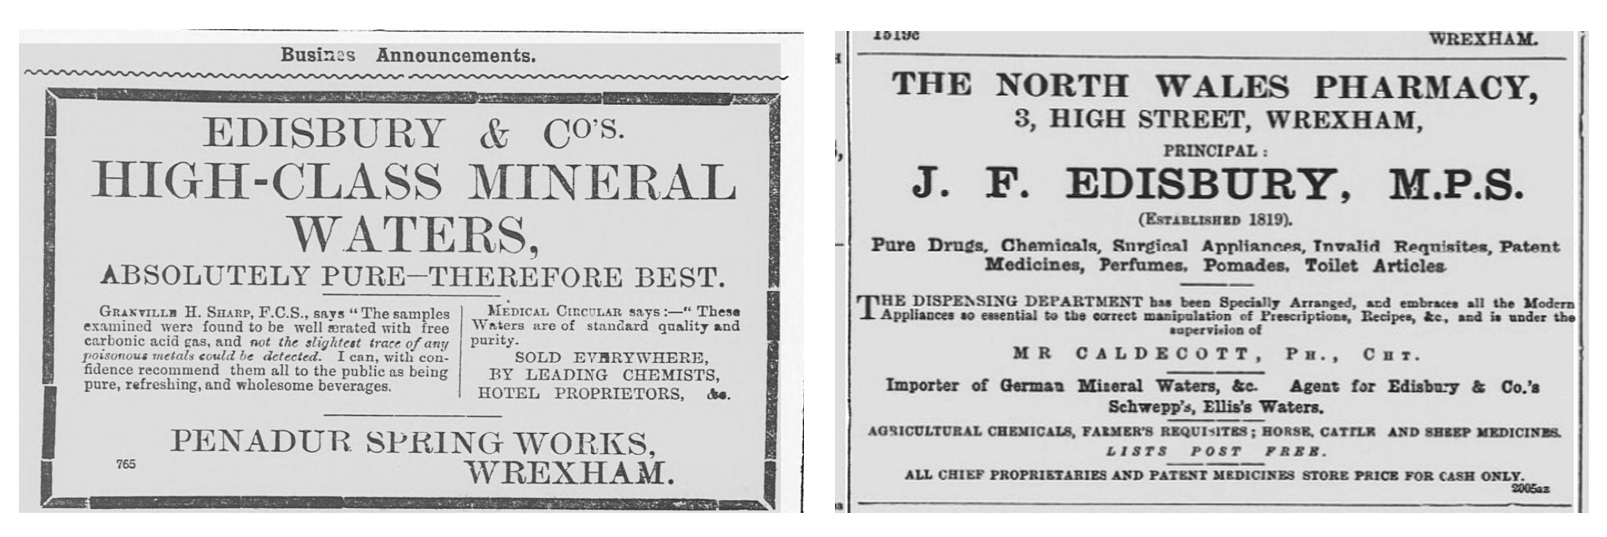 Business Announcements.
EDISBURY & CO'S.
HIGH-CLASS MINERAL
WATERS,
ABSOLUTELY PURE—THEREFORE BEST.
GRANVILLE H. SHARP, F.C.S., says "The samples
examined were found to be well ærated with free
carbonic acid gas, and not the slightest trace of any
poisonous metals could be detected. I can, with con-
fidence recommend them all to the public as being
pure, refreshing, and wholesome beverages.
MEDICAL CIRCULAR says:—" These
Waters are of standard quality and
purity.
SOLD EVERYWHERE,
BY LEADING CHEMISTS,
HOTEL PROPRIETORS, &c.
PENADUR SPRING WORKS,
765
WREXHAM.
1519c
WREXHAM.
THE NORTH WALES PHARMACY,
3, HIGH STREET, WREXHAM,
PRINCIPAL:
J. F. EDISBURY, M.P.S.
(ESTABLISHED 1819).
Pure Drugs, Chemicals, Surgical Appliances, Invalid Requisites, Patent
Medicines, Perfumes, Pomades, Toilet Articles
THE DISPENSING DEPARTMENT has been Specially Arranged, and embraces all the Modern
Appliances so essential to the correct manipulation of Prescriptions, Recipes, &c, and is under the
supervision of
MR CALDECOTT, PH., CHT.
Importer of German Mineral Waters, &c. Agent for Edisbury & Co.'s
Schwepp's, Ellis's Waters.
AGRICULTURAL CHEMICALS, FARMER'S REQUISITES; HORSE, CATTLE AND SHEEP MEDICINES.
LISTS POST FREE.
ALL CHIEF PROPRIETARIES AND PATENT MEDICINES STORE PRICE FOR CASH ONLY.
2005az